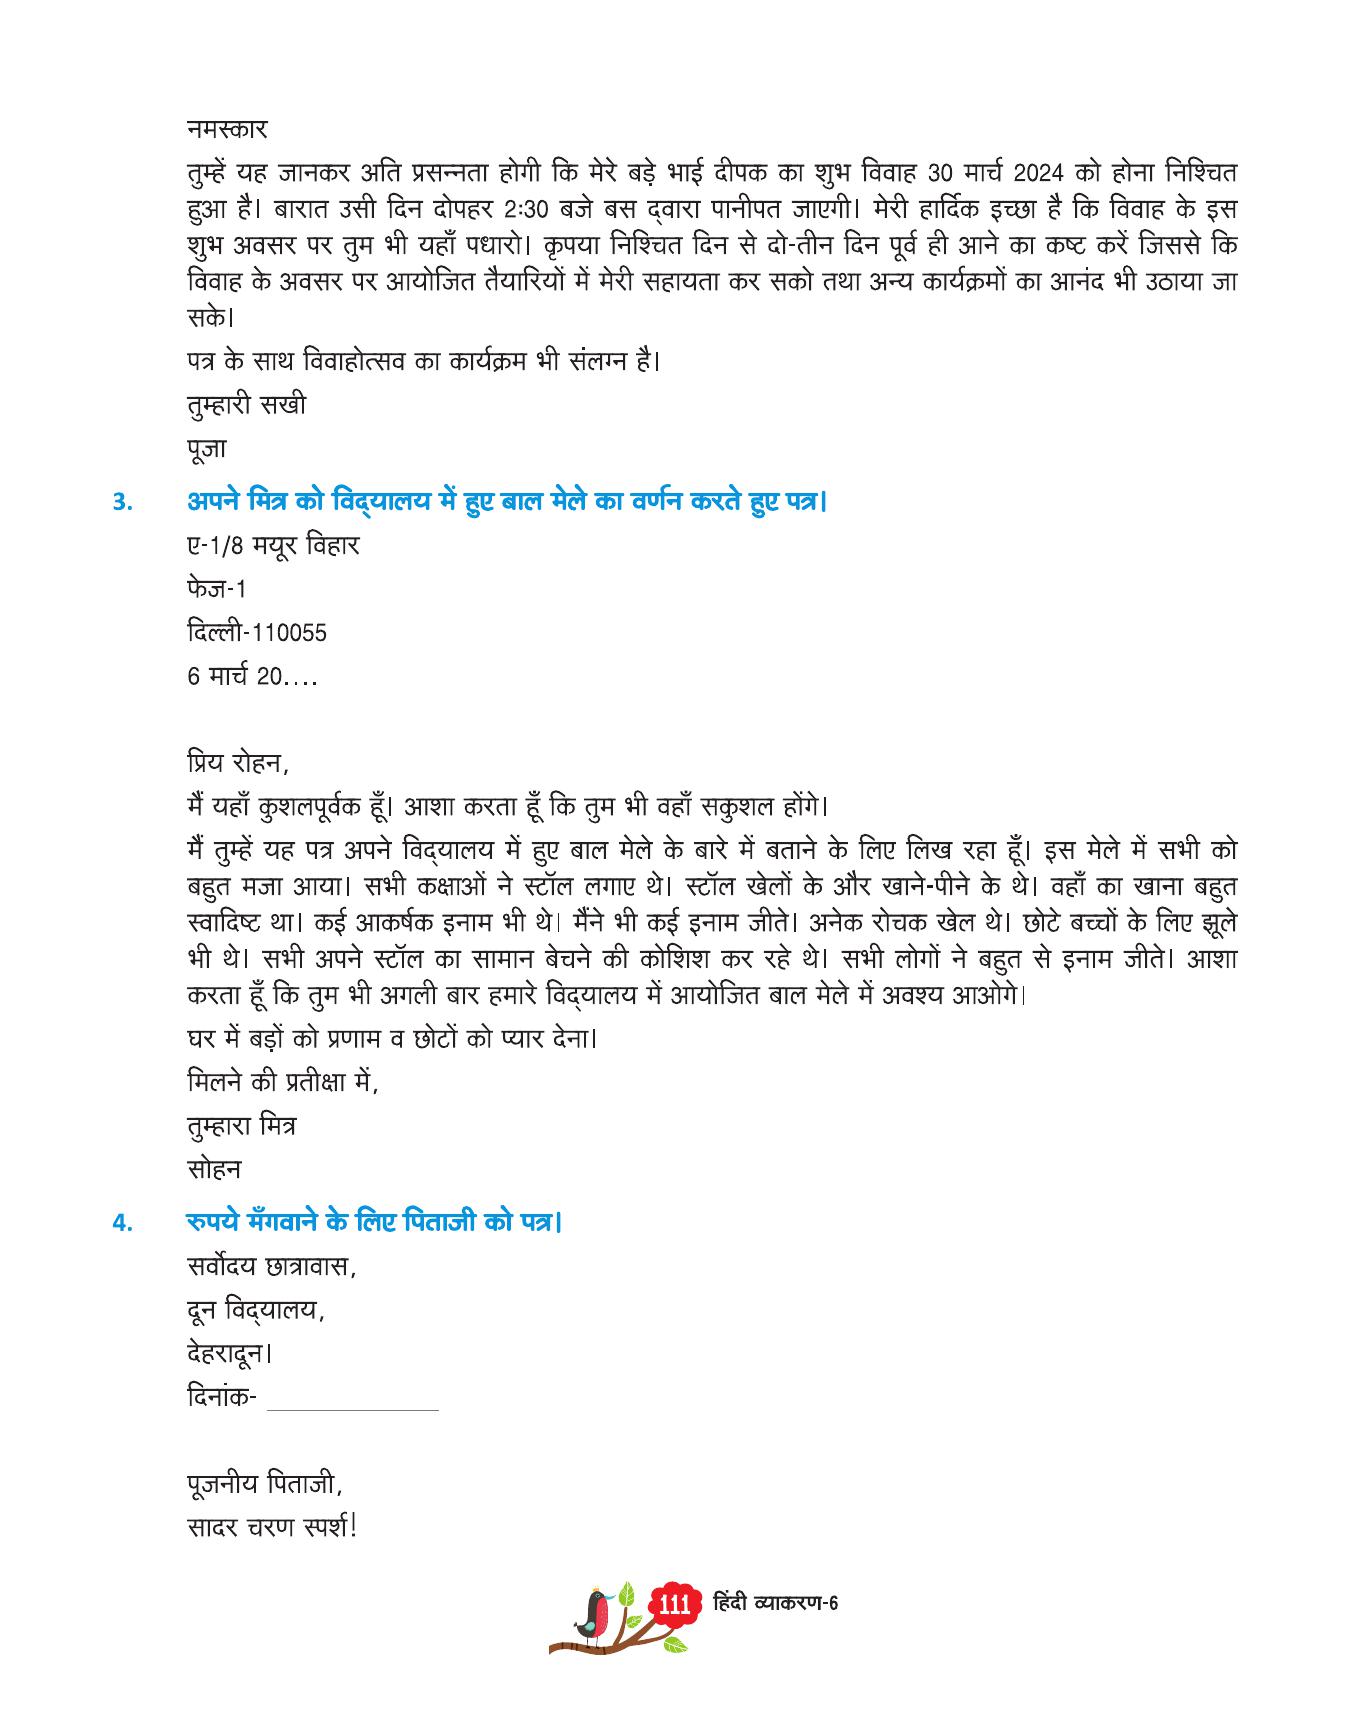 नमस्कार
तुम्हें यह जानकर अति प्रसन्नता होगी कि मेरे बड़े भाई दीपक का शुभ विवाह 30 मार्च 2024 को होना निश्चित
हुआ है। बारात उसी दिन दोपहर 2:30 बजे बस द्वारा पानीपत जाएगी। मेरी हार्दिक इच्छा है कि विवाह के इस
शुभ अवसर पर तुम भी यहाँ पधारो। कृपया निश्चित दिन से दो-तीन दिन पूर्व ही आने का कष्ट करें जिससे कि
विवाह के अवसर पर आयोजित तैयारियों में मेरी सहायता कर सको तथा अन्य कार्यक्रमों का आनंद भी उठाया जा
सके।
पत्र के साथ विवाहोत्सव का कार्यक्रम भी संलग्न है।
तुम्हारी सखी
पूजा
3. अपने मित्र को विद्यालय में हुए बाल मेले का वर्णन करते हुए पत्र।
ए-1/8 मयूर विहार
फेज-1
दिल्ली-110055
6 मार्च 20....
प्रिय रोहन,
मैं यहाँ कुशलपूर्वक हूँ। आशा करता हूँ कि तुम भी वहाँ सकुशल होंगे।
मैं तुम्हें यह पत्र अपने विद्यालय में हुए बाल मेले के बारे में बताने के लिए लिख रहा हूँ। इस मेले में सभी को
बहुत मजा आया। सभी कक्षाओं ने स्टॉल लगाए थे। स्टॉल खेलों के और खाने-पीने के थे। वहाँ का खाना बहुत
स्वादिष्ट था। कई आकर्षक इनाम भी थे। मैंने भी कई इनाम जीते। अनेक रोचक खेल थे। छोटे बच्चों के लिए झूले
भी थे। सभी अपने स्टॉल का सामान बेचने की कोशिश कर रहे थे। सभी लोगों ने बहुत से इनाम जीते। आशा
करता हूँ कि तुम भी अगली बार हमारे विद्यालय में आयोजित बाल मेले में अवश्य आओगे।
घर में बड़ों को प्रणाम व छोटों को प्यार देना।
मिलने की प्रतीक्षा में,
तुम्हारा मित्र
सोहन
4. रुपये मँगवाने के लिए पिताजी को पत्र।
सर्वोदय छात्रावास,
दून विद्यालय,
देहरादून।
दिनांक- ____________
पूजनीय पिताजी,
सादर चरण स्पर्श!
111 हिंदी व्याकरण-6